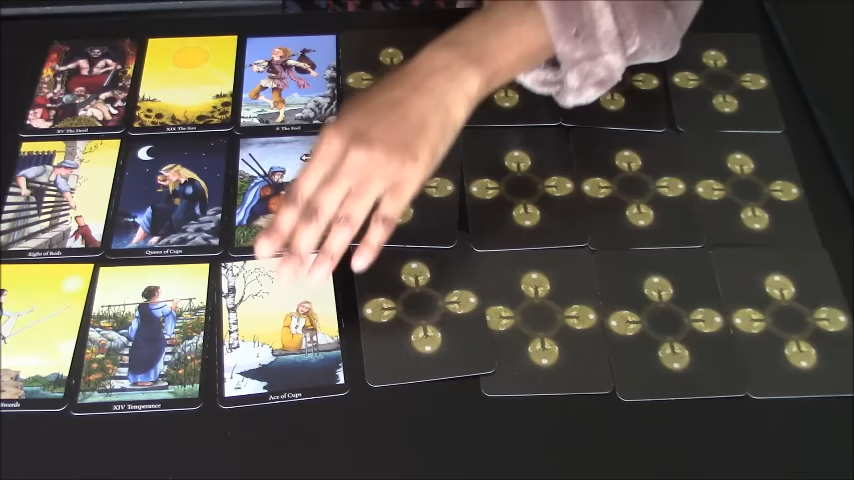 XV The Devil
XIX The Sun
0 The Fool
Eight of Rods
Queen of Cups
Swords
XIV Temperance
Ace of Cups